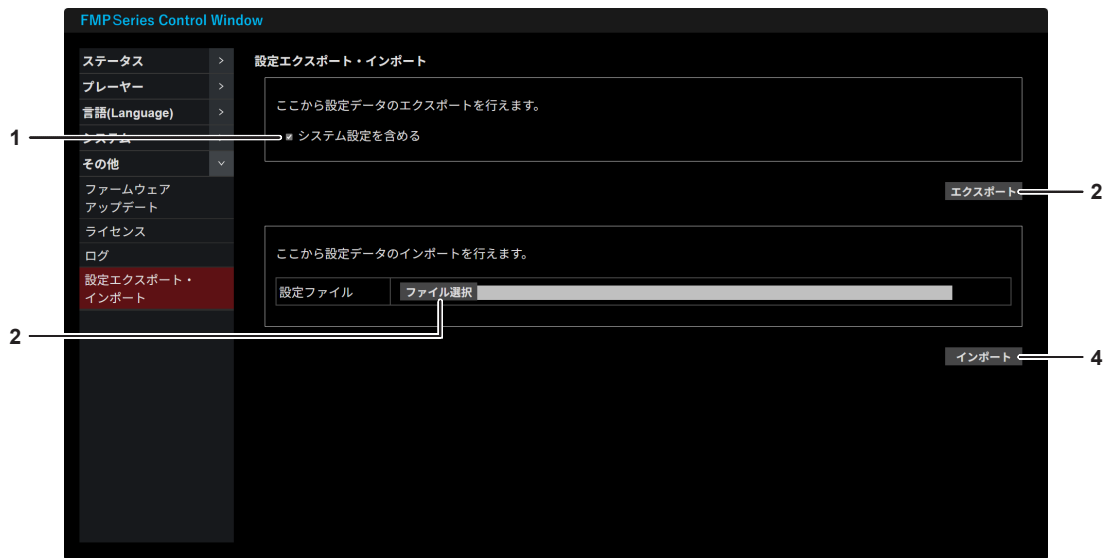 FMPSeries Control Window
ステータス
プレーヤー
言語(Language)
システム
その他
ファームウェア
アップデート
ライセンス
ログ
設定エクスポート・
インポート
設定エクスポート・インポート
ここから設定データのエクスポートを行えます。
1
システム設定を含める
エクスポート
2
ここから設定データのインポートを行えます。
設定ファイル
ファイル選択
2
インポート
4